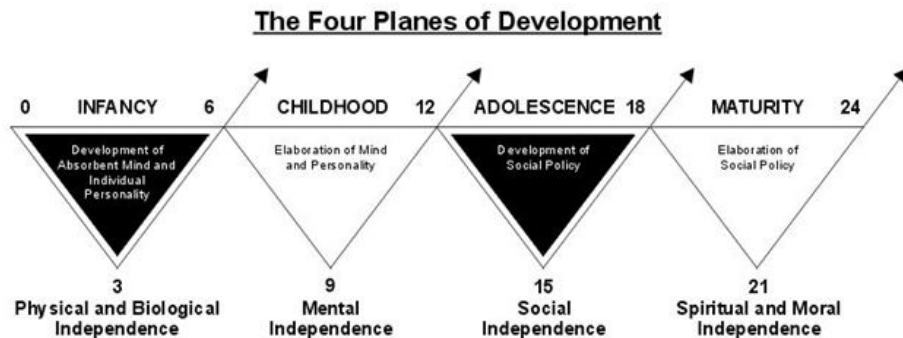 The Four Planes of Development
0 INFANCY 6 CHILDHOOD 12 ADOLESCENCE 18 MATURITY 24
Development of
Absorbent Mind and
Individual
Personality
Elaboration of Mind
and Personality
Development of
Social Policy
Elaboration of
Social Policy
3
Physical and Biological
Independence
9
Mental
Independence
15
Social
Independence
21
Spiritual and Moral
Independence